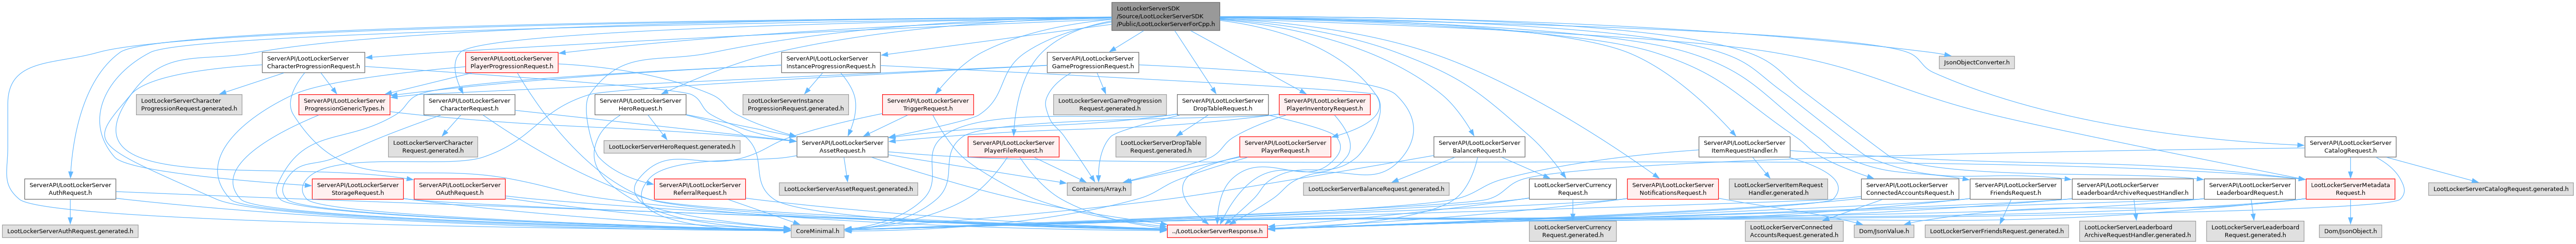 LootLockerServerSDK
/Source/LootLockerServerSDK
/Public/LootLockerServerForCpp.h
ServerAPI/LootLockerServer
CharacterProgressionRequest.h
ServerAPI/LootLockerServer
PlayerProgressionRequest.h
ServerAPI/LootLockerServer
InstanceProgressionRequest.h
ServerAPI/LootLockerServer
GameProgressionRequest.h
JsonObjectConverter.h
LootLockerServerCharacter
ProgressionRequest.generated.h
ServerAPI/LootLockerServer
ProgressionGenericTypes.h
ServerAPI/LootLockerServer
CharacterRequest.h
ServerAPI/LootLockerServer
HeroRequest.h
LootLockerServerInstance
ProgressionRequest.generated.h
ServerAPI/LootLockerServer
TriggerRequest.h
LootLockerServerGameProgression
Request.generated.h
ServerAPI/LootLockerServer
DropTableRequest.h
ServerAPI/LootLockerServer
PlayerInventoryRequest.h
LootLockerServerCharacter
Request.generated.h
LootLockerServerHeroRequest.generated.h
ServerAPI/LootLockerServer
AssetRequest.h
ServerAPI/LootLockerServer
PlayerFileRequest.h
LootLockerServerDropTable
Request.generated.h
ServerAPI/LootLockerServer
PlayerRequest.h
ServerAPI/LootLockerServer
BalanceRequest.h
ServerAPI/LootLockerServer
ItemRequestHandler.h
ServerAPI/LootLockerServer
CatalogRequest.h
ServerAPI/LootLockerServer
AuthRequest.h
ServerAPI/LootLockerServer
StorageRequest.h
ServerAPI/LootLockerServer
OAuthRequest.h
ServerAPI/LootLockerServer
ReferralRequest.h
LootLockerServerAssetRequest.generated.h
Containers/Array.h
LootLockerServerBalanceRequest.generated.h
LootLockerServerCurrency
Request.h
ServerAPI/LootLockerServer
NotificationsRequest.h
LootLockerServerItemRequest
Handler.generated.h
ServerAPI/LootLockerServer
ConnectedAccountsRequest.h
ServerAPI/LootLockerServer
FriendsRequest.h
ServerAPI/LootLockerServer
LeaderboardArchiveRequestHandler.h
ServerAPI/LootLockerServer
LeaderboardRequest.h
LootLockerServerMetadata
Request.h
LootLockerServerCatalogRequest.generated.h
LootLockerServerAuthRequest.generated.h
CoreMinimal.h
../LootLockerServerResponse.h
LootLockerServerCurrency
Request.generated.h
LootLockerServerConnected
AccountsRequest.generated.h
Dom/JsonValue.h
LootLockerServerFriendsRequest.generated.h
LootLockerServerLeaderboard
ArchiveRequestHandler.generated.h
LootLockerServerLeaderboard
Request.generated.h
Dom/JsonObject.h